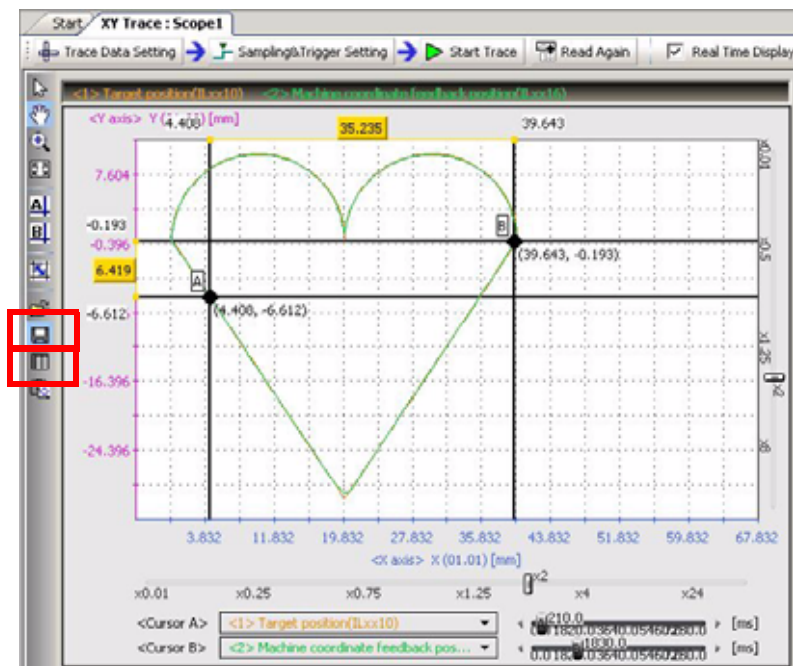 Start XY Trace : Scope1
Trace Data Setting Sampling&Trigger Setting Start Trace Read Again Real Time Display
<1> Target position(ILxx10) <2> Machine coordinate feedback position(ILxx16)
<Y axis> Y [mm]
4.408 35.235 39.643
x0.01
7.604
-0.193
B
-0.396
x0.5
(39.643, -0.193)
6.419
A
(4.408, -6.612)
-6.612
x1.25
-16.396
x2
-24.396
3.832 11.832 19.832 27.832 35.832 43.832 51.832 59.832 67.832
<X axis> X (01.01) [mm]
x2
x0.01 x0.25 x0.75 x1.25 x4 x24
<Cursor A> <1> Target position(ILxx10) 210.0 [ms]
<Cursor B> <2> Machine coordinate feedback pos... 1830.0 [ms]